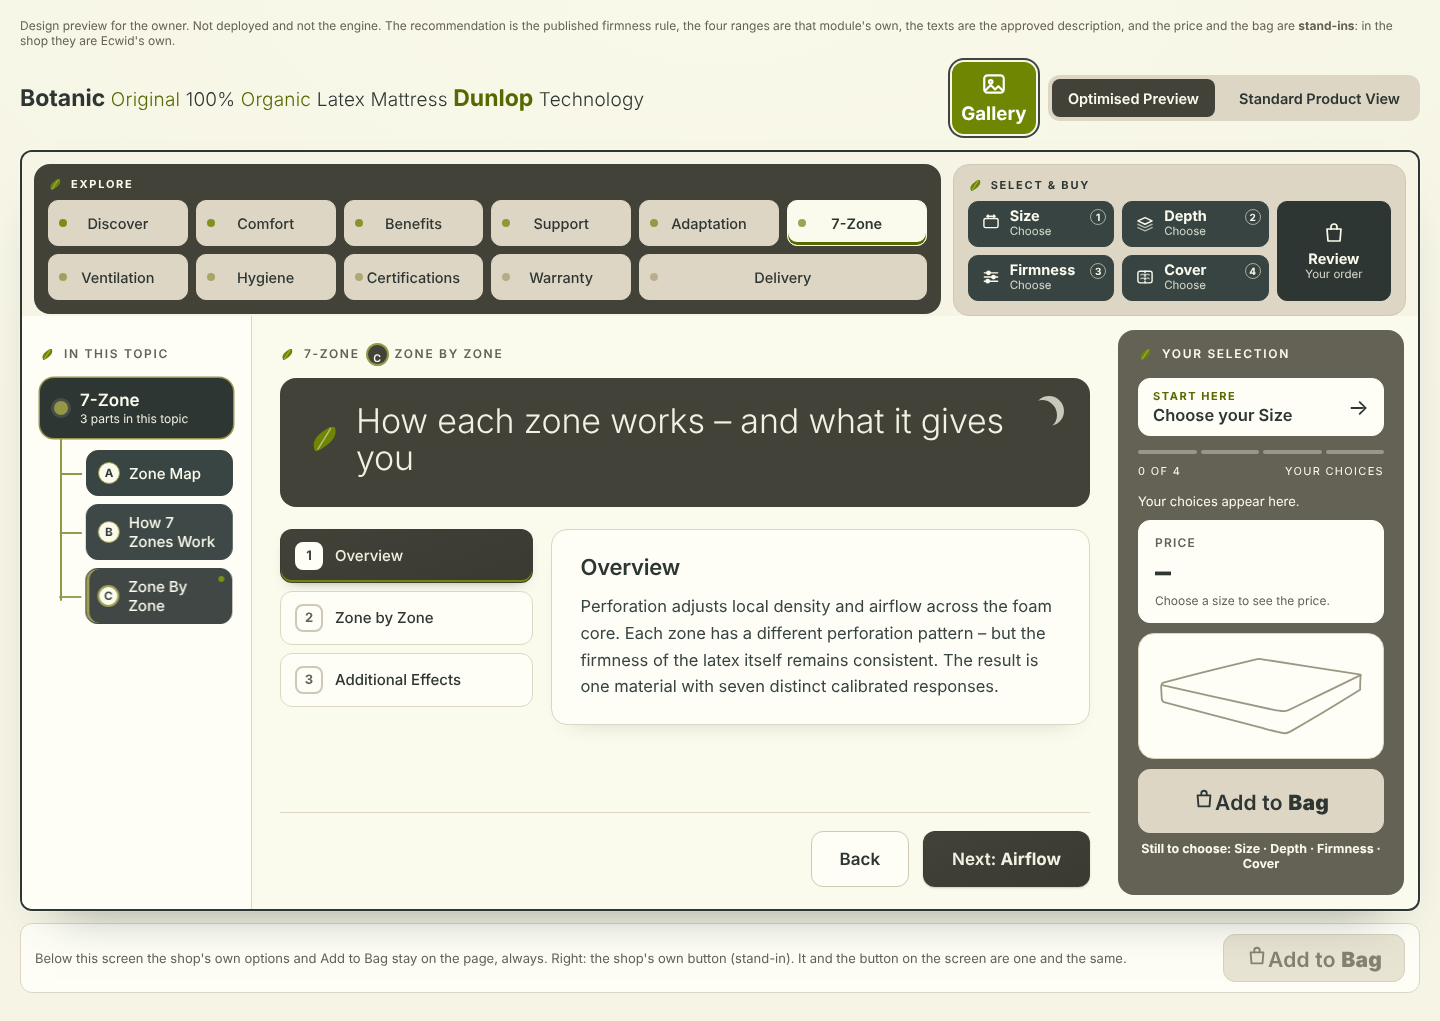 Design preview for the owner. Not deployed and not the engine. The recommendation is the published firmness rule, the four ranges are that module's own, the texts are the approved description, and the price and the bag are stand-ins: in the
shop they are Ecwid's own.
Botanic Original 100% Organic Latex Mattress Dunlop Technology
Gallery
Optimised Preview
Standard Product View
EXPLORE
Discover
Comfort
Benefits
Support
Adaptation
7-Zone
Ventilation
Hygiene
Certifications
Warranty
Delivery
SELECT & BUY
Size
Choose
1
Depth
Choose
2
Firmness
Choose
3
Cover
Choose
4
Review
Your order
IN THIS TOPIC
7-Zone
3 parts in this topic
A
Zone Map
B
How 7
Zones Work
C
Zone By
Zone
7-ZONE C ZONE BY ZONE
How each zone works – and what it gives
you
1 Overview
2 Zone by Zone
3 Additional Effects
Overview
Perforation adjusts local density and airflow across the foam
core. Each zone has a different perforation pattern – but the
firmness of the latex itself remains consistent. The result is
one material with seven distinct calibrated responses.
Back
Next: Airflow
YOUR SELECTION
START HERE
Choose your Size
0 OF 4
YOUR CHOICES
Your choices appear here.
PRICE
–
Choose a size to see the price.
Add to Bag
Still to choose: Size · Depth · Firmness ·
Cover
Below this screen the shop's own options and Add to Bag stay on the page, always. Right: the shop's own button (stand-in). It and the button on the screen are one and the same.
Add to Bag